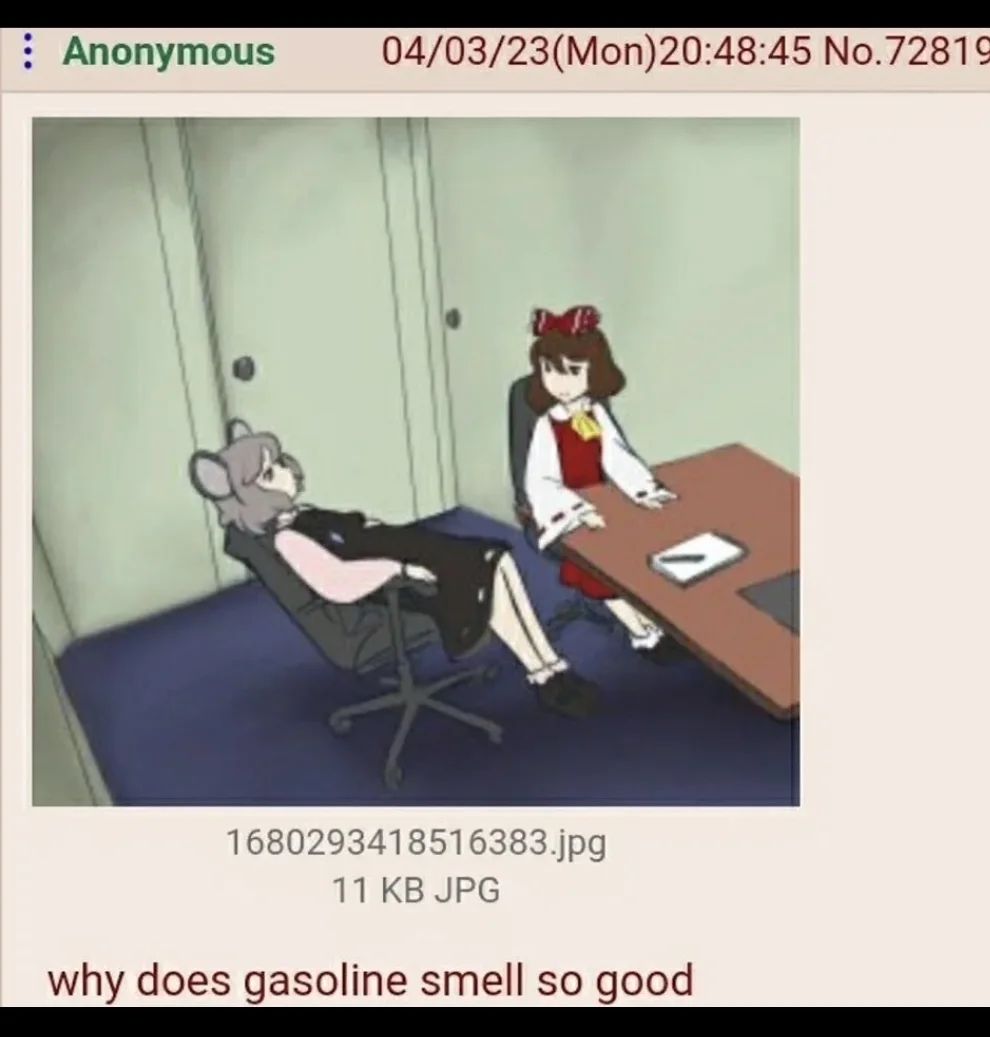 Anonymous 04/03/23(Mon)20:48:45 No.72819
1680293418516383.jpg
11 KB JPG
why does gasoline smell so good